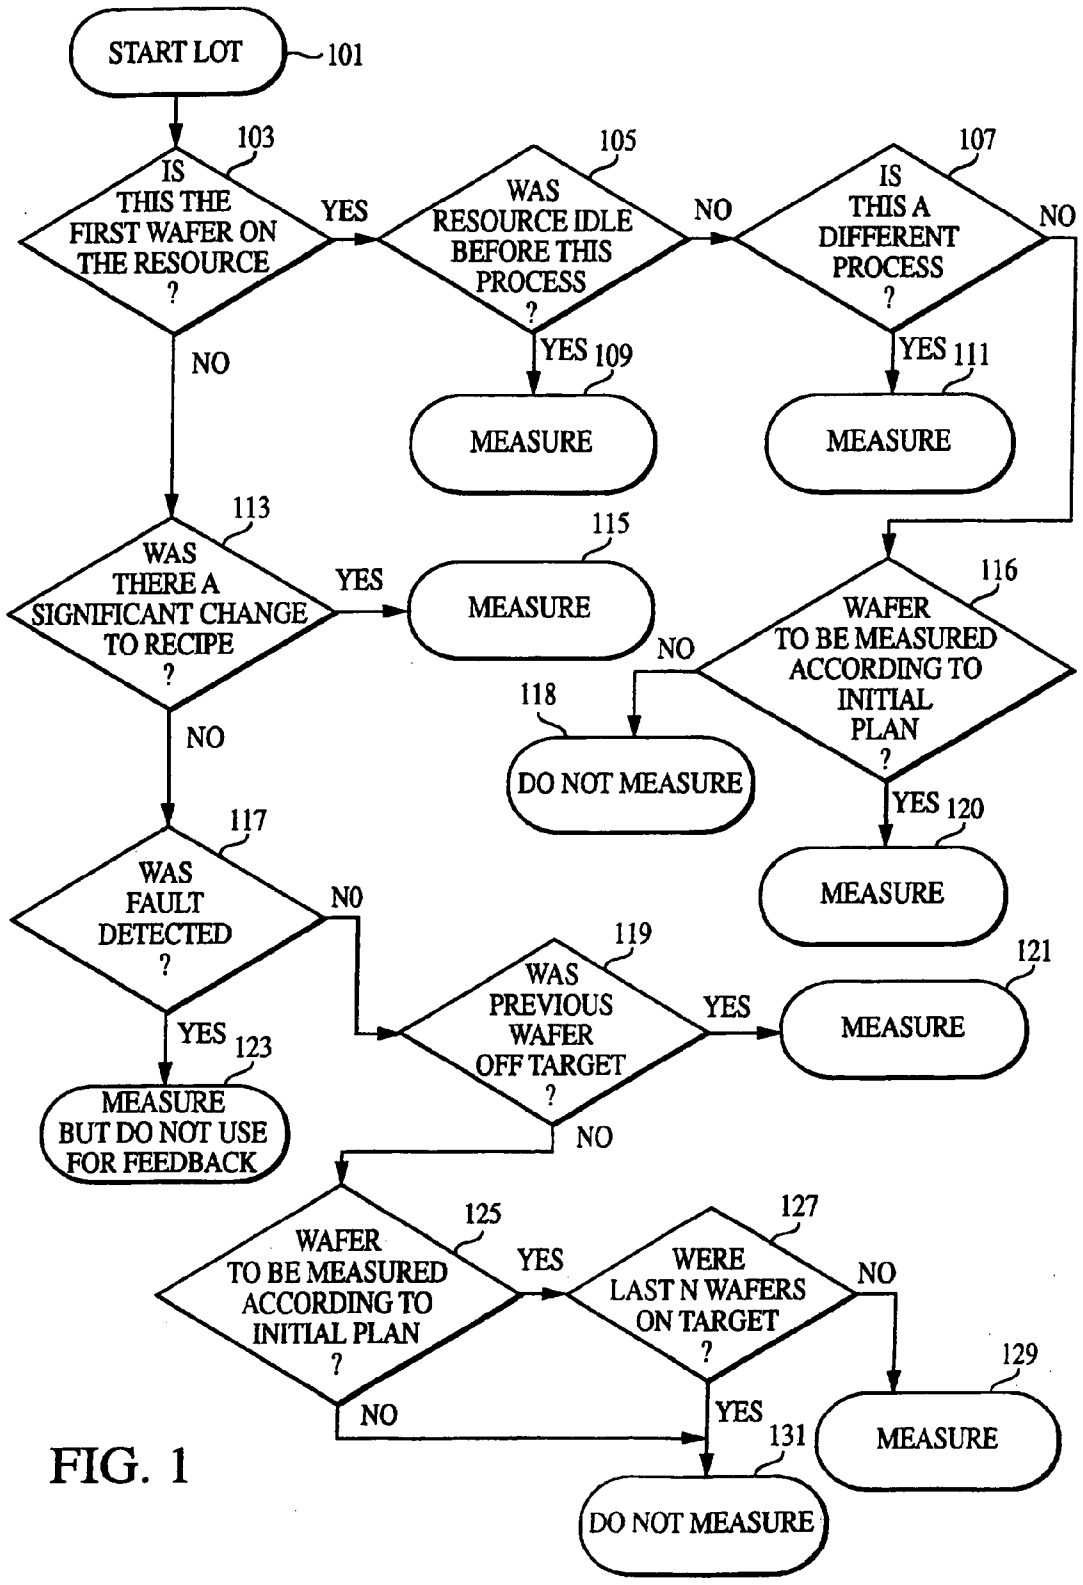 START LOT
101
103
IS
THIS THE
FIRST WAFER ON
THE RESOURCE
?
YES
NO
105
WAS
RESOURCE IDLE
BEFORE THIS
PROCESS
?
NO
YES
109
MEASURE
107
IS
THIS A
DIFFERENT
PROCESS
?
NO
YES
111
MEASURE
113
WAS
THERE A
SIGNIFICANT CHANGE
TO RECIPE
?
YES
NO
115
MEASURE
116
WAFER
TO BE MEASURED
ACCORDING TO
INITIAL
PLAN
?
NO
118
DO NOT MEASURE
YES
120
MEASURE
117
WAS
FAULT
DETECTED
?
NO
YES
123
MEASURE
BUT DO NOT USE
FOR FEEDBACK
119
WAS
PREVIOUS
WAFER
OFF TARGET
?
YES
NO
121
MEASURE
125
WAFER
TO BE MEASURED
ACCORDING TO
INITIAL PLAN
?
YES
NO
127
WERE
LAST N WAFERS
ON TARGET
?
NO
YES
129
MEASURE
131
DO NOT MEASURE
FIG. 1